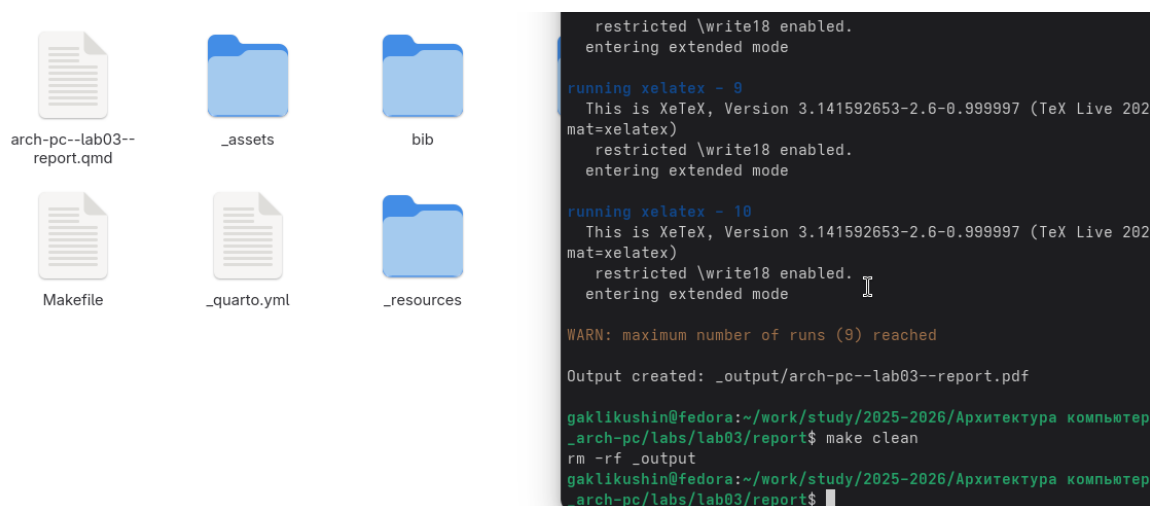 arch-pc--lab03--
report.qmd
_assets
bib
Makefile
_quarto.yml
_resources
restricted \write18 enabled.
entering extended mode
running xelatex - 9
This is XeTeX, Version 3.141592653-2.6-0.999997 (TeX Live 202
mat=xelatex)
restricted \write18 enabled.
entering extended mode
running xelatex - 10
This is XeTeX, Version 3.141592653-2.6-0.999997 (TeX Live 202
mat=xelatex)
restricted \write18 enabled.
entering extended mode
WARN: maximum number of runs (9) reached
Output created: _output/arch-pc--lab03--report.pdf
gaklikushin@fedora:~/work/study/2025-2026/Архитектура компьютер
_arch-pc/labs/lab03/report$ make clean
rm -rf _output
gaklikushin@fedora:~/work/study/2025-2026/Архитектура компьютер
_arch-pc/labs/lab03/report$